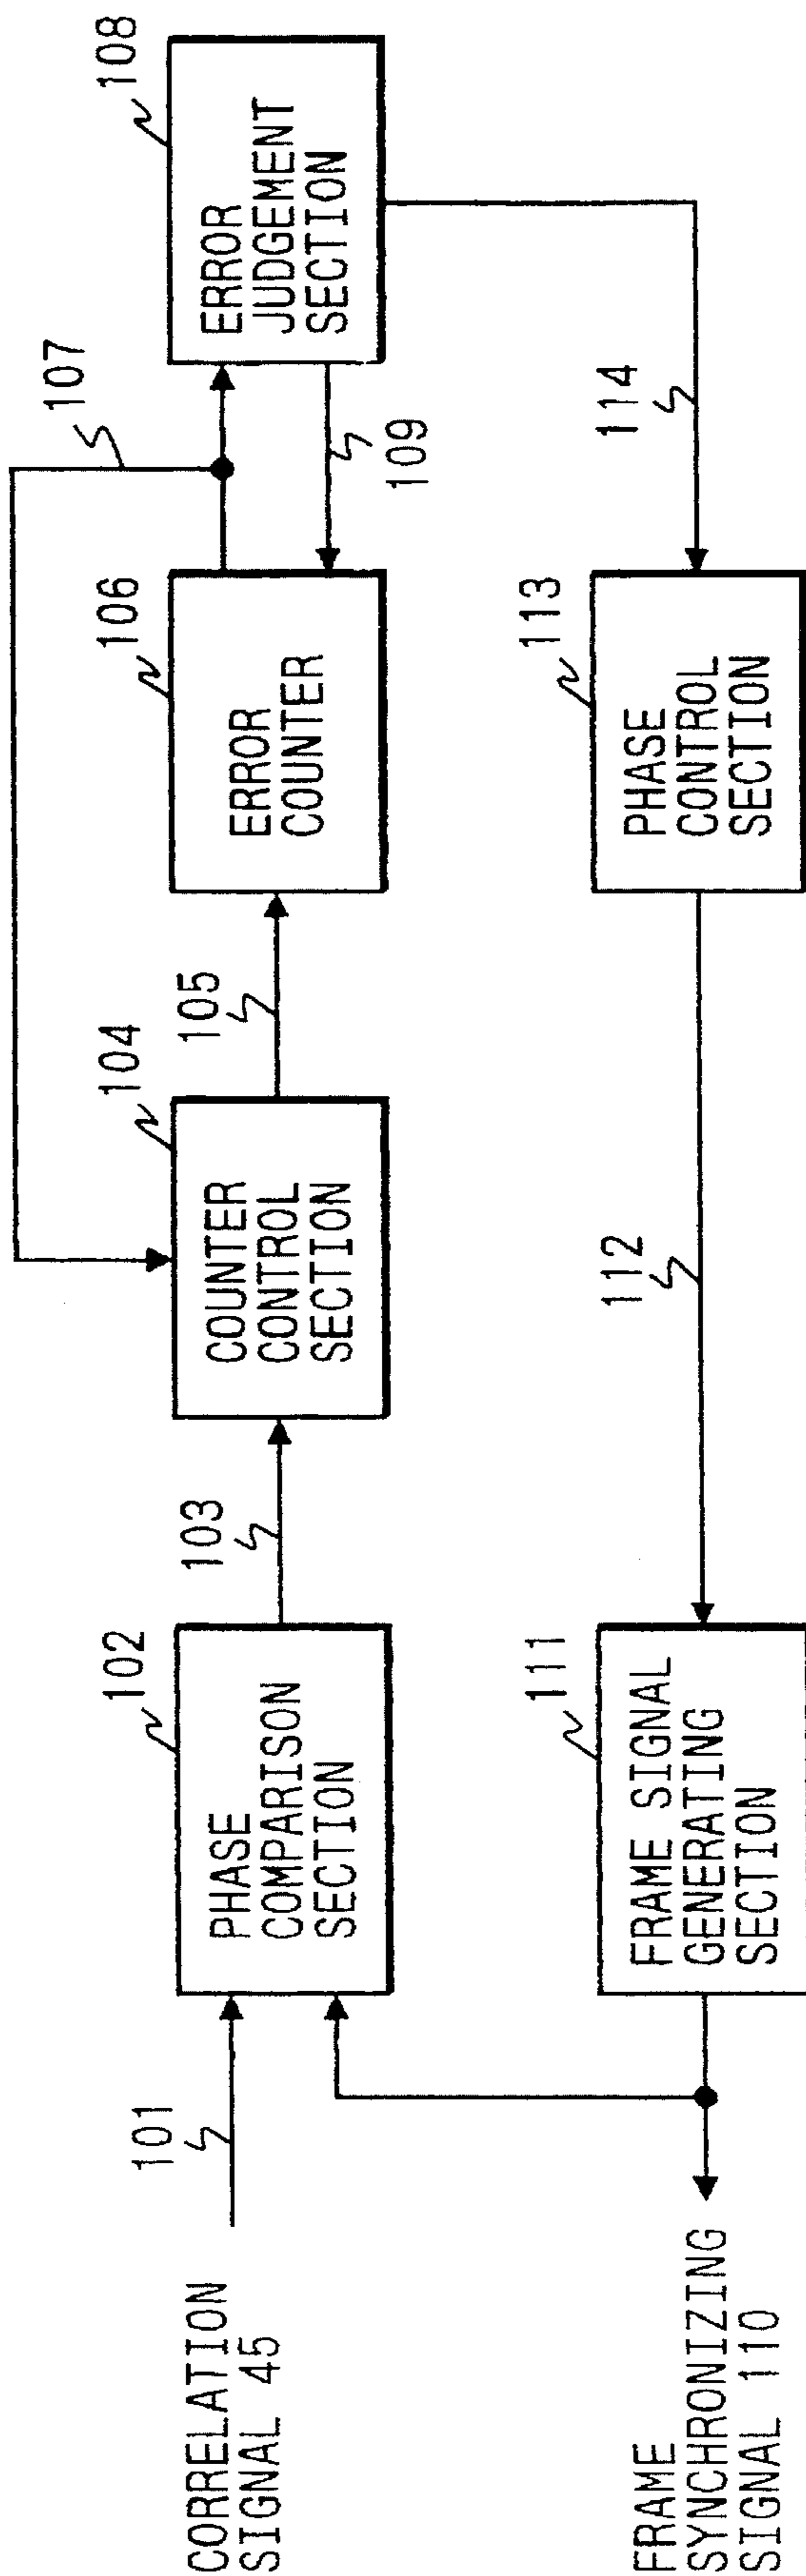 CORRELATION
SIGNAL 45
101
PHASE
COMPARISON
SECTION
102
103
COUNTER
CONTROL
SECTION
104
105
ERROR
COUNTER
106
107
ERROR
JUDGEMENT
SECTION
108
109
FRAME
SYNCHRONIZING
SIGNAL 110
FRAME SIGNAL
GENERATING
SECTION
111
112
PHASE
CONTROL
SECTION
113
114